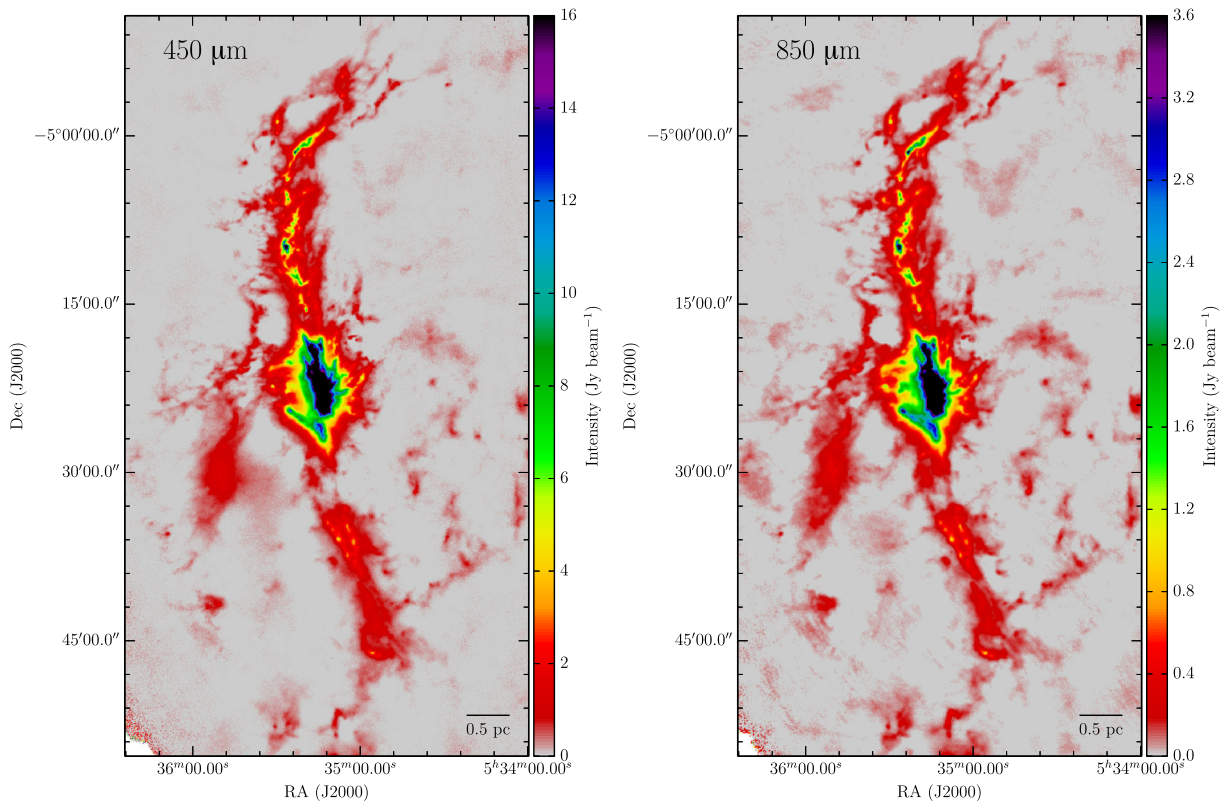 450 μm
−5°00′00.0″
15′00.0″
30′00.0″
45′00.0″
Dec (J2000)
36ᵐ00.00ˢ
35ᵐ00.00ˢ
5ʰ34ᵐ00.00ˢ
RA (J2000)
0.5 pc
16
14
12
10
8
6
4
2
0
Intensity (Jy beam⁻¹)
850 μm
−5°00′00.0″
15′00.0″
30′00.0″
45′00.0″
Dec (J2000)
36ᵐ00.00ˢ
35ᵐ00.00ˢ
5ʰ34ᵐ00.00ˢ
RA (J2000)
0.5 pc
3.6
3.2
2.8
2.4
2.0
1.6
1.2
0.8
0.4
0.0
Intensity (Jy beam⁻¹)